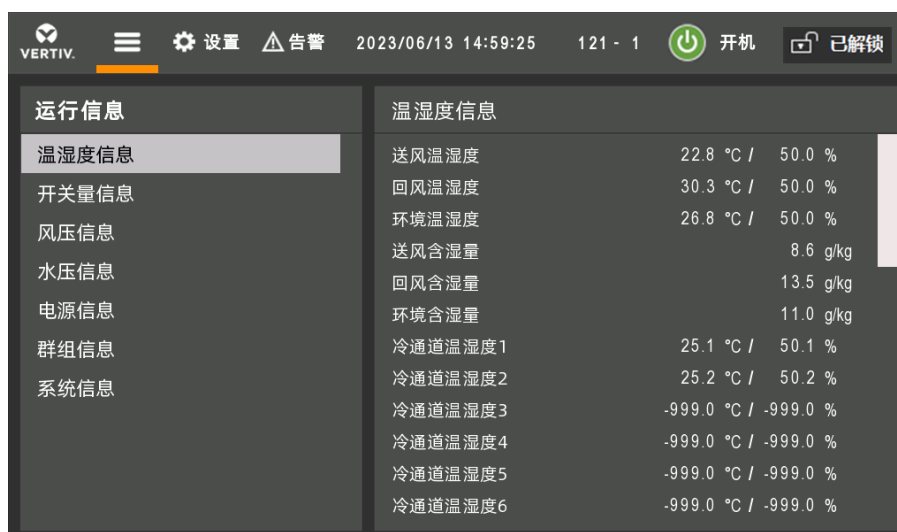 VERTIV. 设置 告警 2023/06/13 14:59:25 121 - 1 开机 已解锁
运行信息
温湿度信息
开关量信息
风压信息
水压信息
电源信息
群组信息
系统信息
温湿度信息
送风温湿度 22.8 °C / 50.0 %
回风温湿度 30.3 °C / 50.0 %
环境温湿度 26.8 °C / 50.0 %
送风含湿量 8.6 g/kg
回风含湿量 13.5 g/kg
环境含湿量 11.0 g/kg
冷通道温湿度1 25.1 °C / 50.1 %
冷通道温湿度2 25.2 °C / 50.2 %
冷通道温湿度3 -999.0 °C / -999.0 %
冷通道温湿度4 -999.0 °C / -999.0 %
冷通道温湿度5 -999.0 °C / -999.0 %
冷通道温湿度6 -999.0 °C / -999.0 %